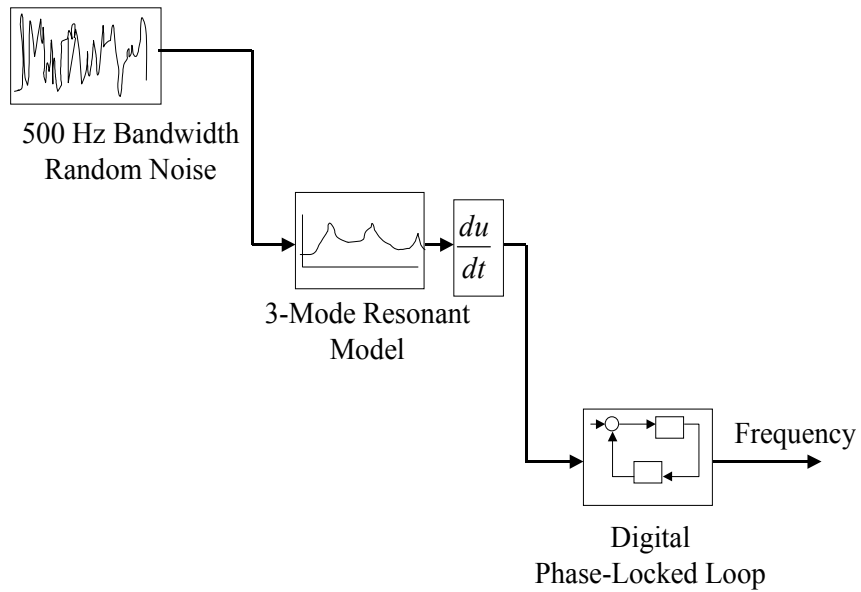 500 Hz Bandwidth
Random Noise
du
dt
3-Mode Resonant
Model
Frequency
Digital
Phase-Locked Loop